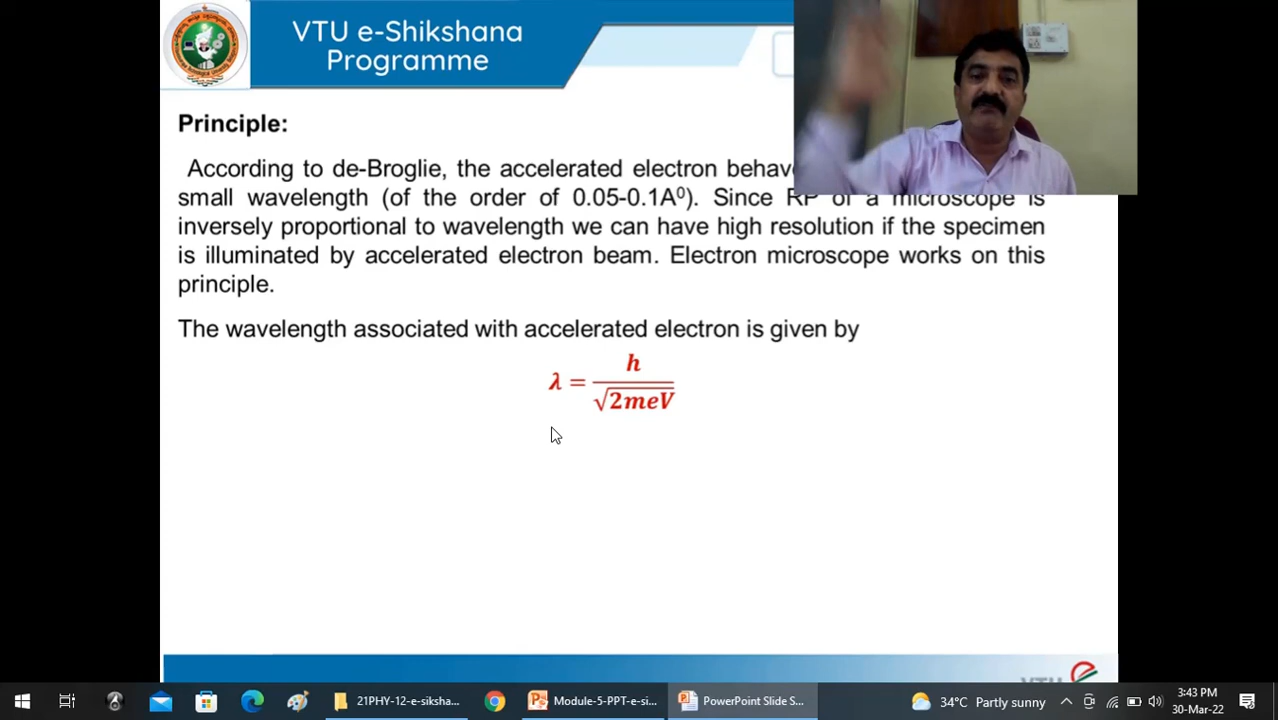 VTU e-Shikshana
Programme
Principle:
According to de-Broglie, the accelerated electron behave
small wavelength (of the order of 0.05-0.1A⁰). Since RP of a microscope is
inversely proportional to wavelength we can have high resolution if the specimen
is illuminated by accelerated electron beam. Electron microscope works on this
principle.
The wavelength associated with accelerated electron is given by
λ = h / √2meV
VTU e
21PHY-12-e-siksha...
Module-5-PPT-e-si...
PowerPoint Slide S...
34°C Partly sunny
3:43 PM
30-Mar-22